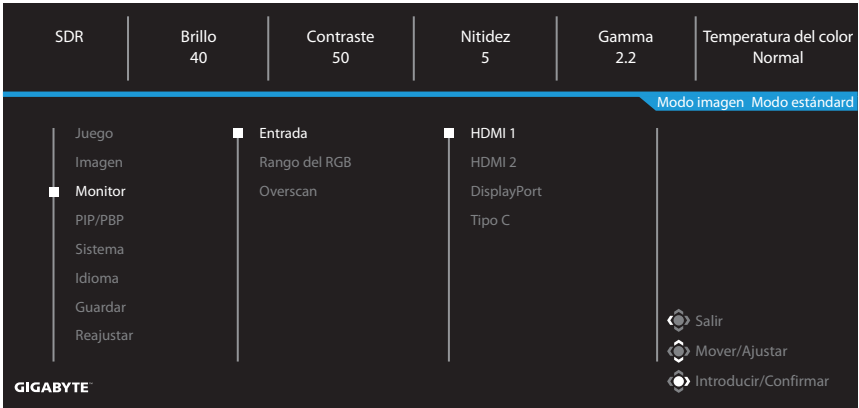 SDR
Brillo
40
Contraste
50
Nitidez
5
Gamma
2.2
Temperatura del color
Normal
Modo imagen Modo estándard
Juego
Imagen
Monitor
PIP/PBP
Sistema
Idioma
Guardar
Reajustar
Entrada
Rango del RGB
Overscan
HDMI 1
HDMI 2
DisplayPort
Tipo C
Salir
Mover/Ajustar
Introducir/Confirmar
GIGABYTE™